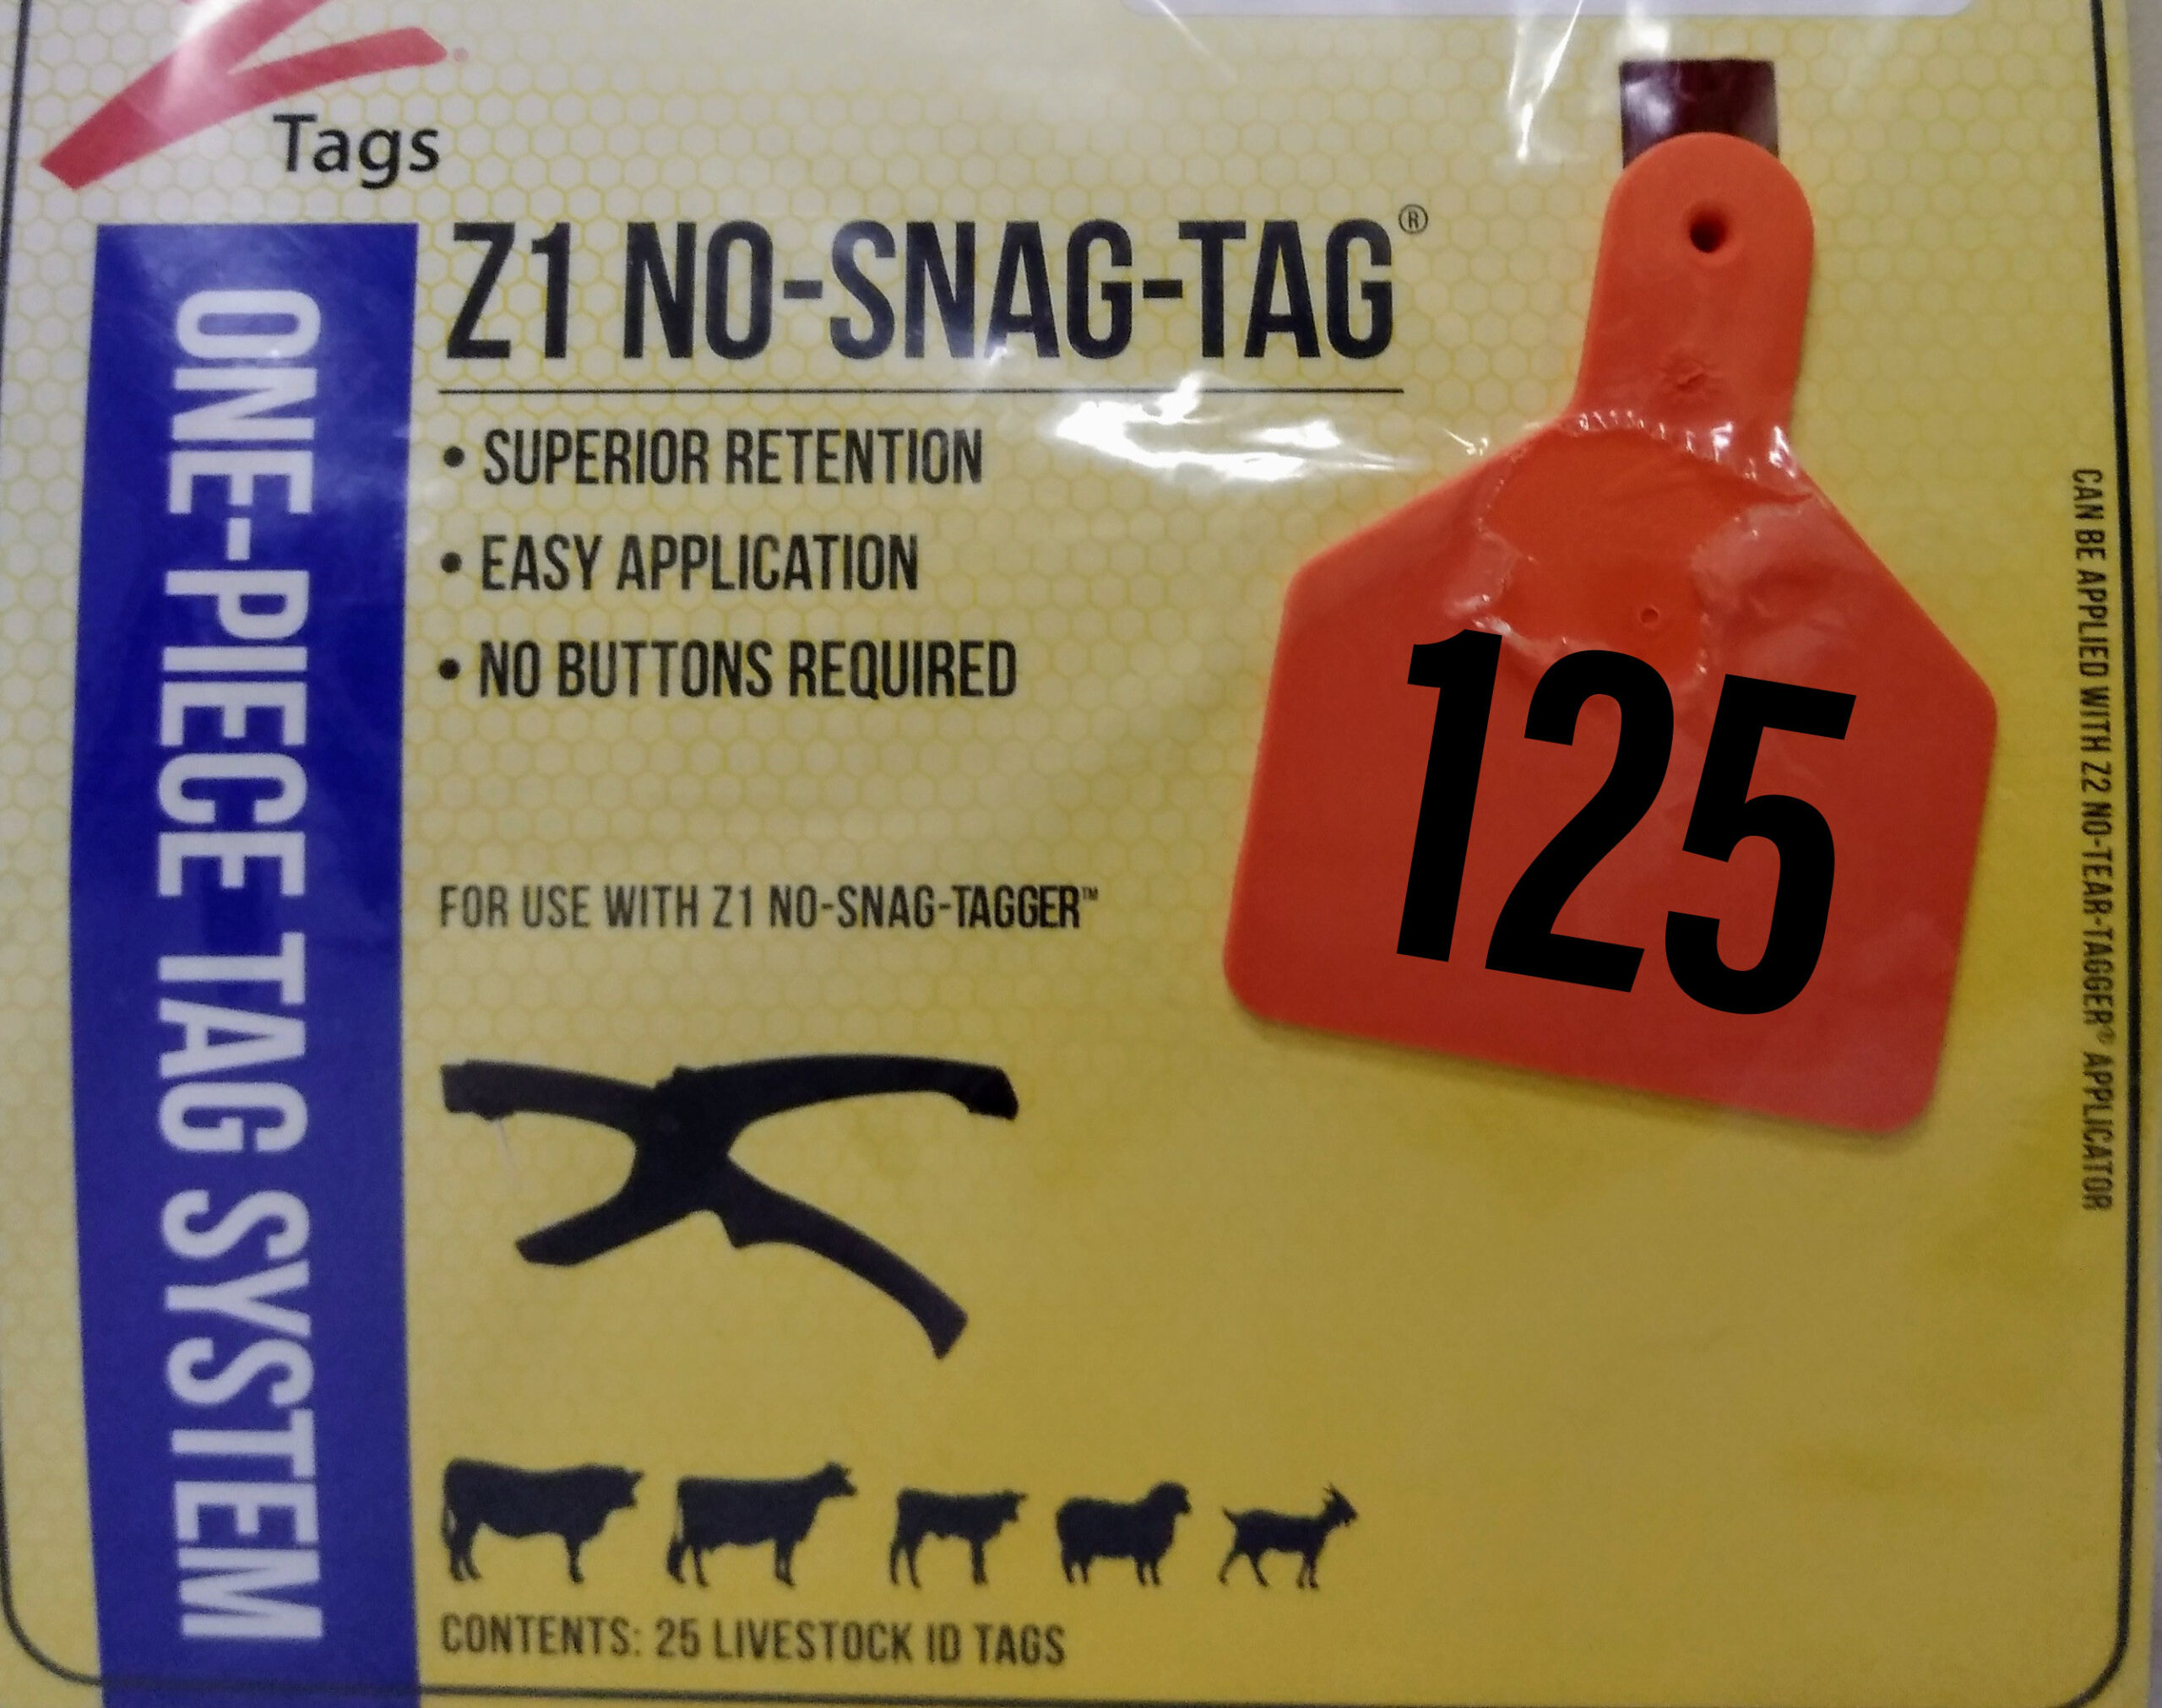 Z®
Tags
ONE-PIECE TAG SYSTEM
Z1 NO-SNAG-TAG®
• SUPERIOR RETENTION
• EASY APPLICATION
• NO BUTTONS REQUIRED
FOR USE WITH Z1 NO-SNAG-TAGGER™
125
CAN BE APPLIED WITH Z2 NO-TEAR-TAGGER® APPLICATOR
CONTENTS: 25 LIVESTOCK ID TAGS